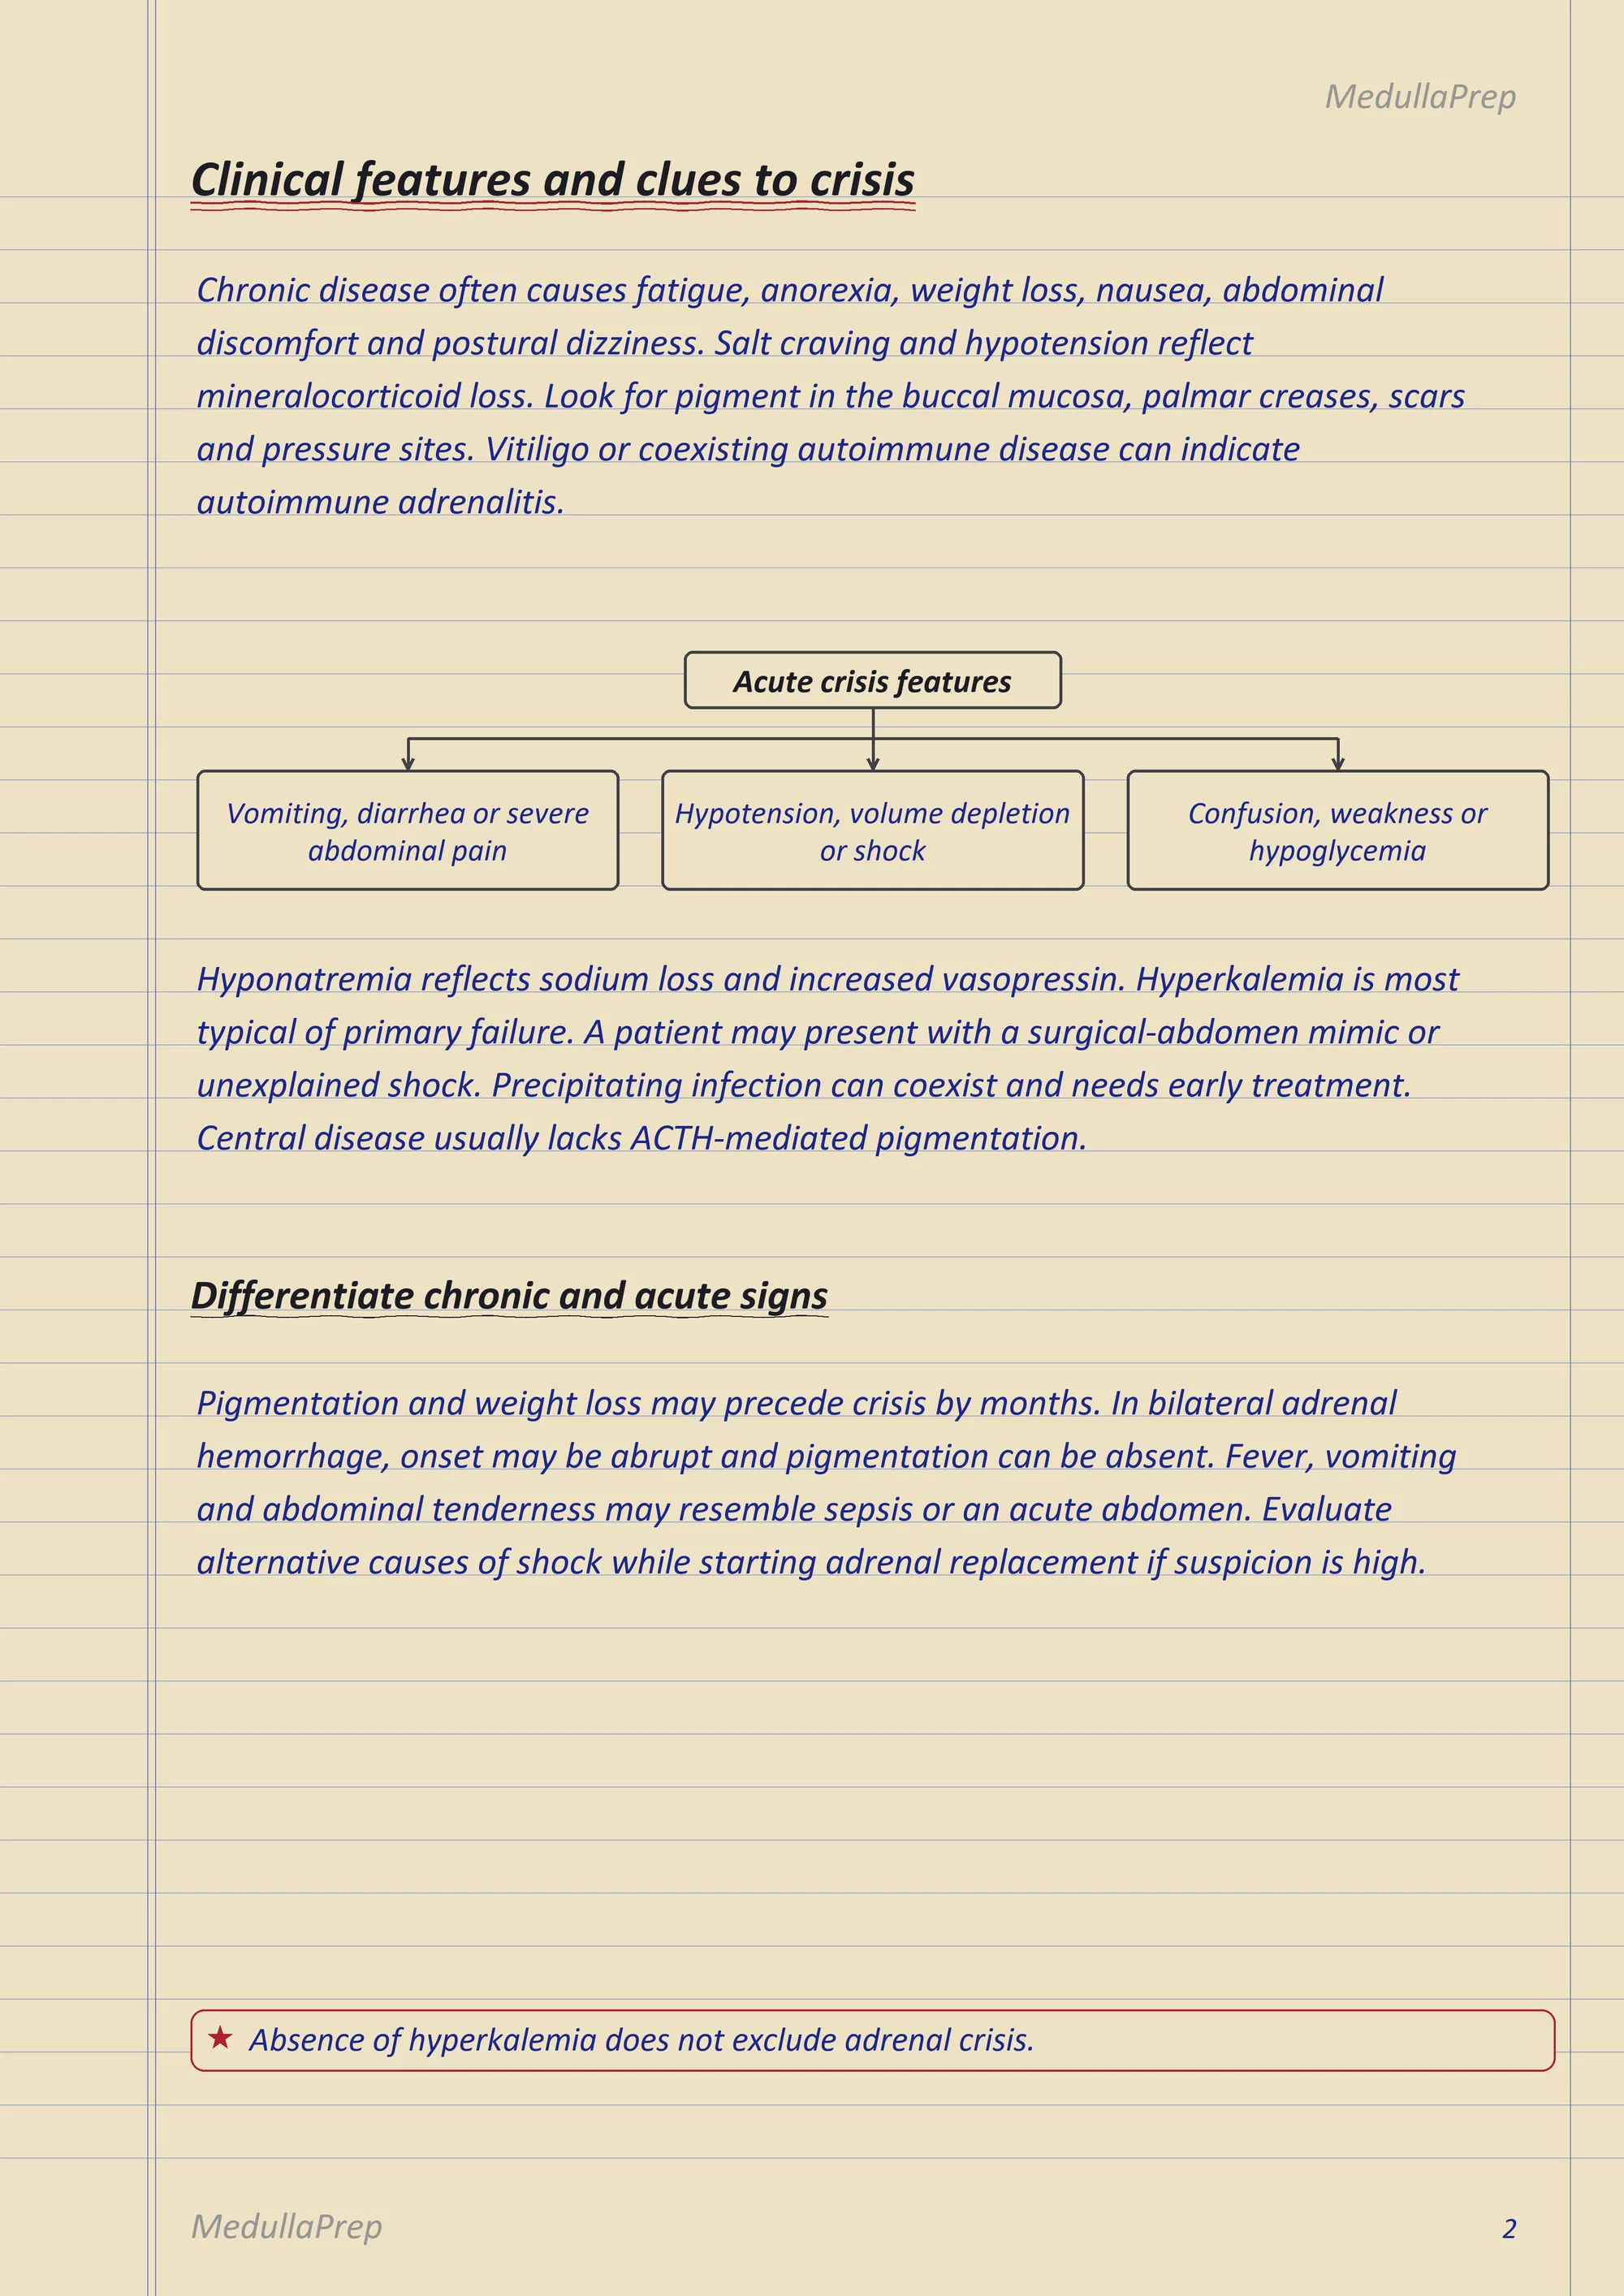 MedullaPrep
Clinical features and clues to crisis
Chronic disease often causes fatigue, anorexia, weight loss, nausea, abdominal
discomfort and postural dizziness. Salt craving and hypotension reflect
mineralocorticoid loss. Look for pigment in the buccal mucosa, palmar creases, scars
and pressure sites. Vitiligo or coexisting autoimmune disease can indicate
autoimmune adrenalitis.
Acute crisis features
Vomiting, diarrhea or severe
abdominal pain
Hypotension, volume depletion
or shock
Confusion, weakness or
hypoglycemia
Hyponatremia reflects sodium loss and increased vasopressin. Hyperkalemia is most
typical of primary failure. A patient may present with a surgical-abdomen mimic or
unexplained shock. Precipitating infection can coexist and needs early treatment.
Central disease usually lacks ACTH-mediated pigmentation.
Differentiate chronic and acute signs
Pigmentation and weight loss may precede crisis by months. In bilateral adrenal
hemorrhage, onset may be abrupt and pigmentation can be absent. Fever, vomiting
and abdominal tenderness may resemble sepsis or an acute abdomen. Evaluate
alternative causes of shock while starting adrenal replacement if suspicion is high.
★ Absence of hyperkalemia does not exclude adrenal crisis.
MedullaPrep
2